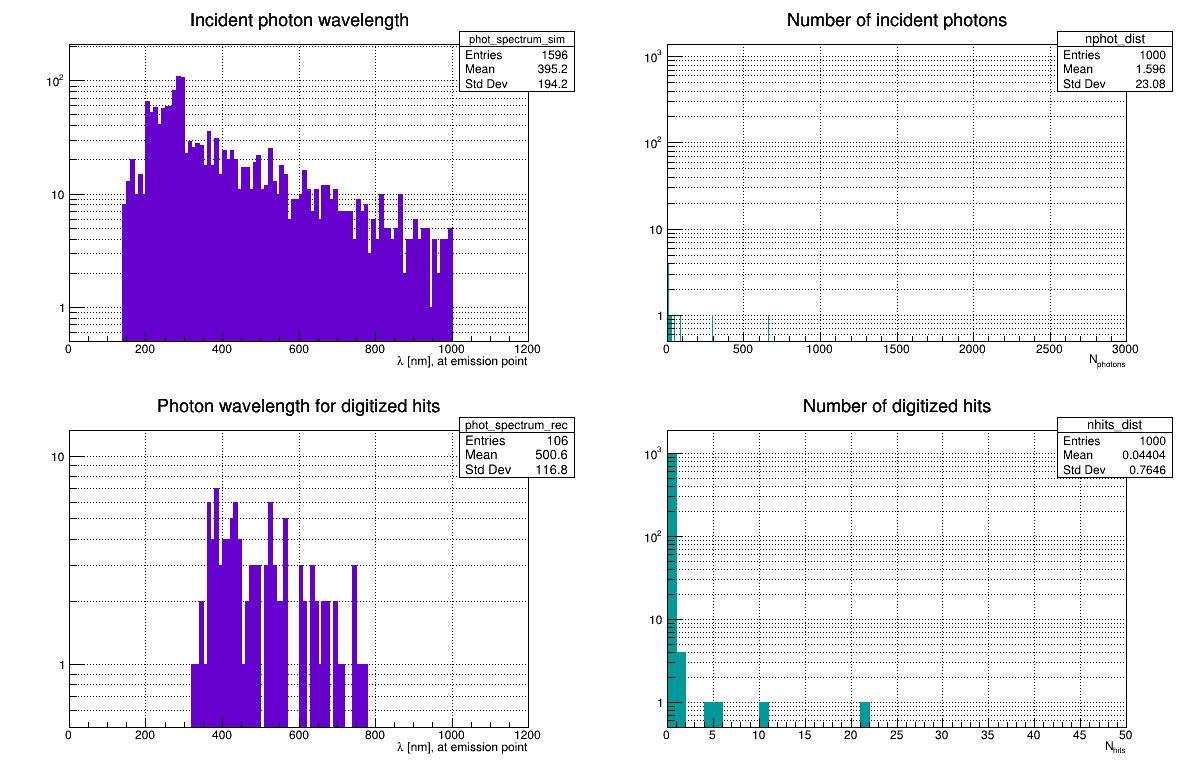 Incident photon wavelength
phot_spectrum_sim
Entries 1596
Mean 395.2
Std Dev 194.2
10²
10
1
0 200 400 600 800 1000 1200
λ [nm], at emission point
Number of incident photons
nphot_dist
Entries 1000
Mean 1.596
Std Dev 23.08
10³
10²
10
1
0 500 1000 1500 2000 2500 3000
N_photons
Photon wavelength for digitized hits
phot_spectrum_rec
Entries 106
Mean 500.6
Std Dev 116.8
10
1
0 200 400 600 800 1000 1200
λ [nm], at emission point
Number of digitized hits
nhits_dist
Entries 1000
Mean 0.04404
Std Dev 0.7646
10³
10²
10
1
0 5 10 15 20 25 30 35 40 45 50
N_hits